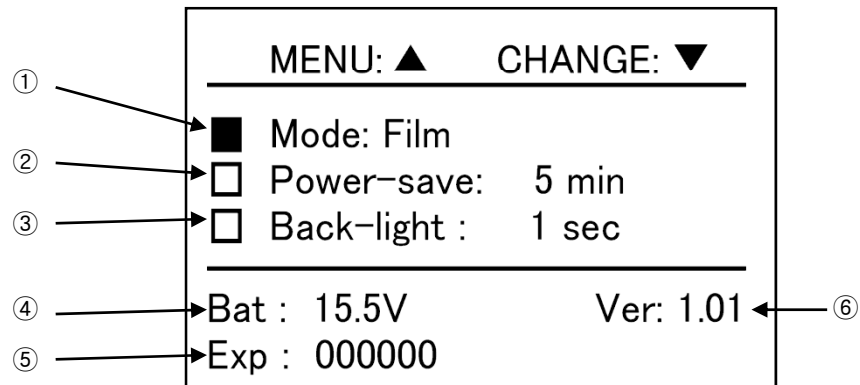 MENU: ▲ CHANGE: ▼
① ■ Mode: Film
② □ Power-save: 5 min
③ □ Back-light : 1 sec
④ Bat : 15.5V Ver: 1.01 ⑥
⑤ Exp : 000000